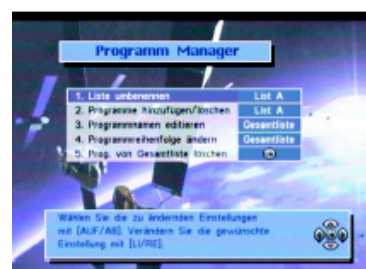 Programm Manager
1. Liste umbenennen List A
2. Programme hinzufügen/löschen List A
3. Programmnamen editieren Gesamtliste
4. Programmreihenfolge ändern Gesamtliste
5. Prog. von Gesamtliste löschen
Wählen Sie die zu ändernden Einstellungen
mit [AUF/AB]. Verändern Sie die gewünschte
Einstellung mit [LI/RE].